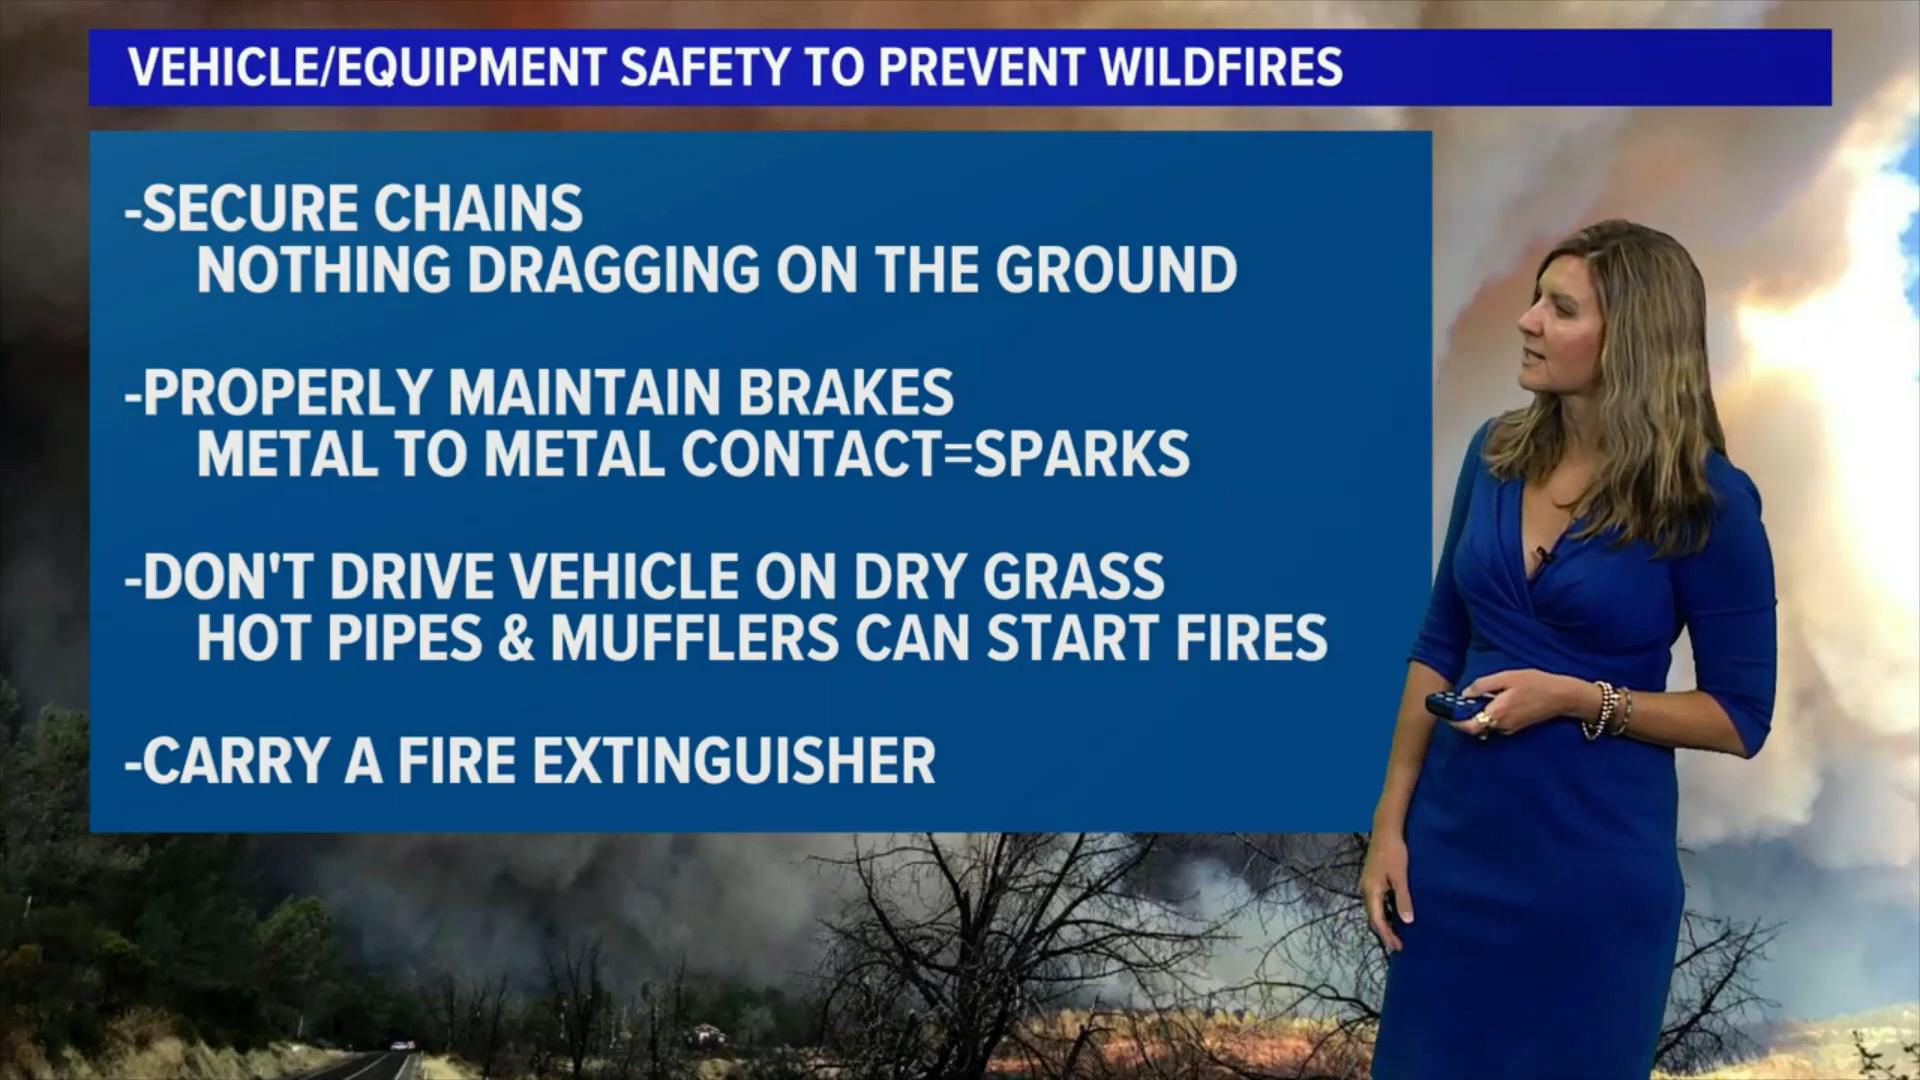 VEHICLE/EQUIPMENT SAFETY TO PREVENT WILDFIRES
-SECURE CHAINS
NOTHING DRAGGING ON THE GROUND
-PROPERLY MAINTAIN BRAKES
METAL TO METAL CONTACT=SPARKS
-DON'T DRIVE VEHICLE ON DRY GRASS
HOT PIPES & MUFFLERS CAN START FIRES
-CARRY A FIRE EXTINGUISHER